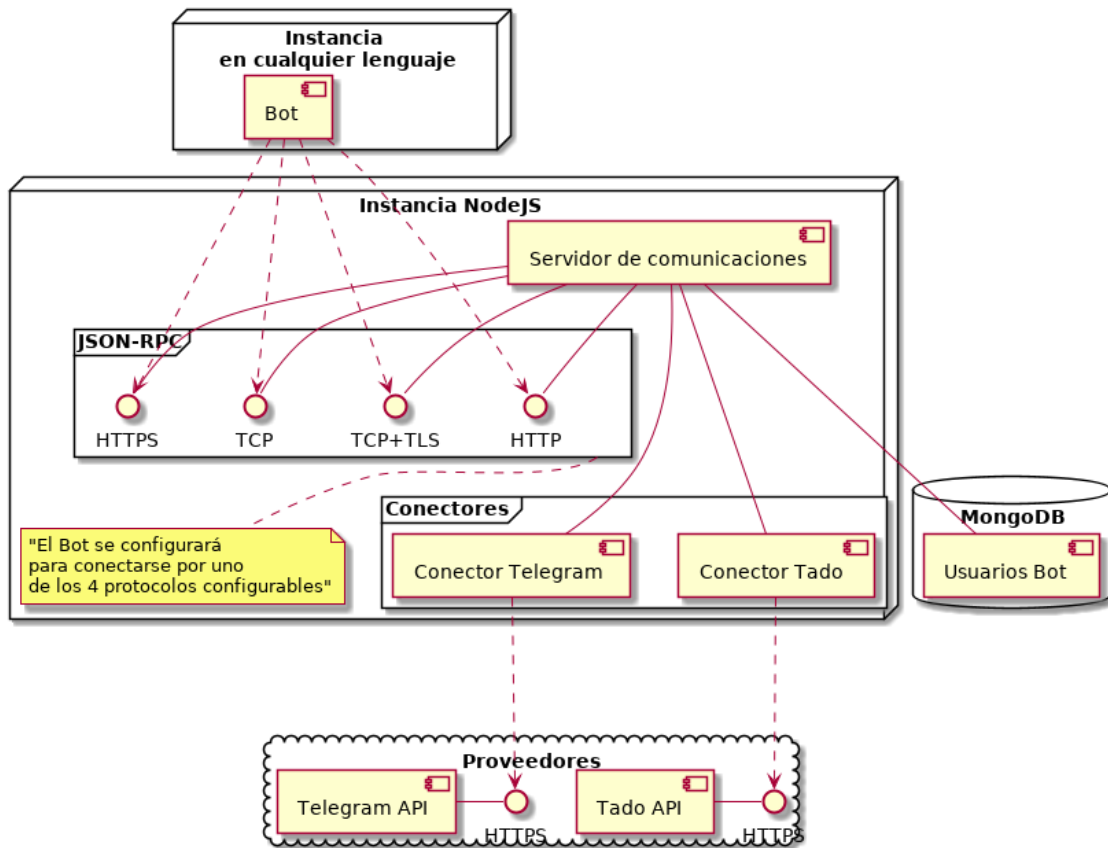 Instancia
en cualquier lenguaje
Bot
Instancia NodeJS
Servidor de comunicaciones
JSON-RPC
HTTPS
TCP
TCP+TLS
HTTP
"El Bot se configurará
para conectarse por uno
de los 4 protocolos configurables"
Conectores
Conector Telegram
Conector Tado
MongoDB
Usuarios Bot
Proveedores
Telegram API
HTTPS
Tado API
HTTPS